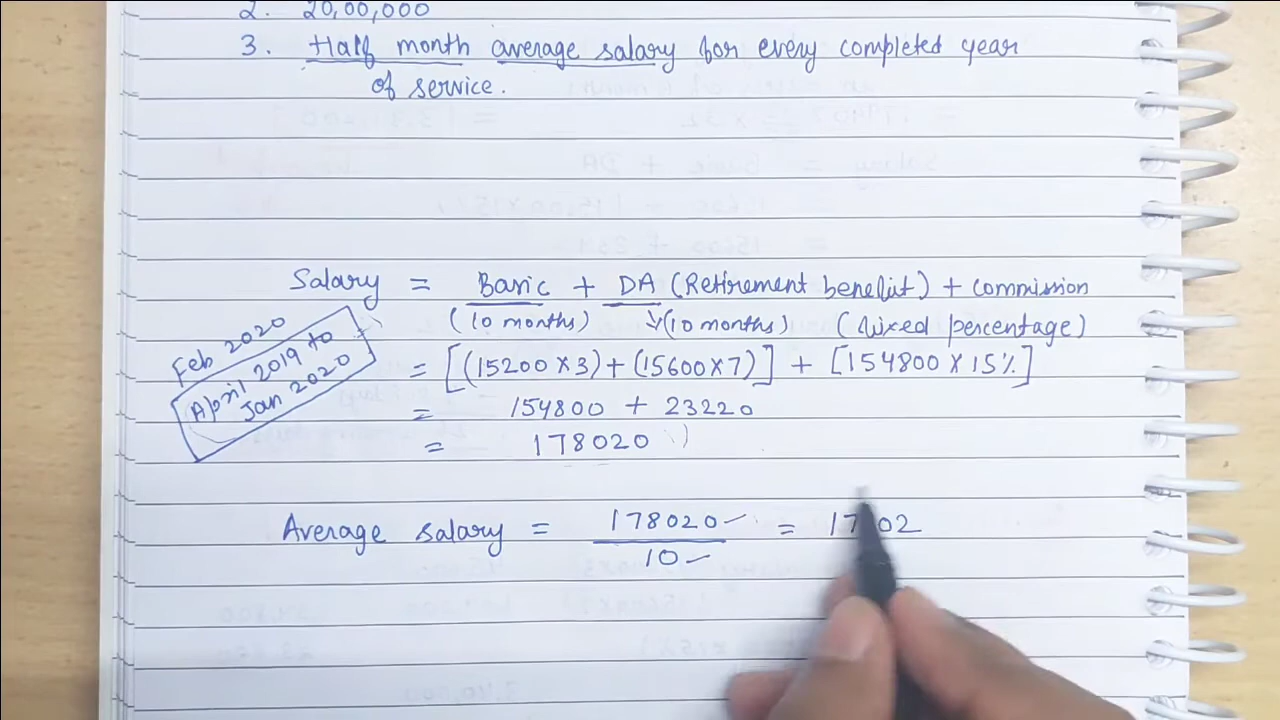 2. 20,00,000
3. Half month average salary for every completed year
of service.
Salary = Basic + DA (Retirement benefit) + commission
(10 months) (10 months) (fixed percentage)
Feb 2020
April 2019 to
Jan 2020
= [(15200 × 3) + (15600 × 7)] + [154800 × 15%]
= 154800 + 23220
= 178020
Average salary = 178020 = 17 02
10